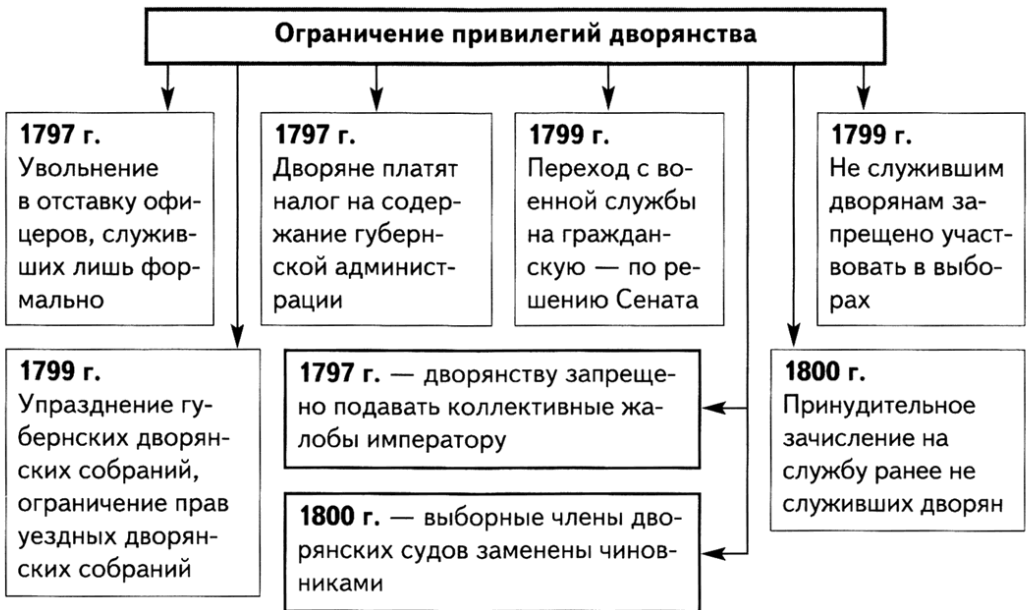 Ограничение привилегий дворянства
1797 г.
Увольнение
в отставку офи-
церов, служив-
ших лишь фор-
мально
1797 г.
Дворяне платят
налог на содер-
жание губерн-
ской админист-
рации
1799 г.
Переход с во-
енной службы
на граждан-
скую — по ре-
шению Сената
1799 г.
Не служившим
дворянам за-
прещено участ-
вовать в выбо-
рах
1799 г.
Упразднение гу-
бернских дворян-
ских собраний,
ограничение прав
уездных дворян-
ских собраний
1797 г. — дворянству запреще-
но подавать коллективные жа-
лобы императору
1800 г. — выборные члены дво-
рянских судов заменены чинов-
никами
1800 г.
Принудительное
зачисление на
службу ранее не
служивших дворян